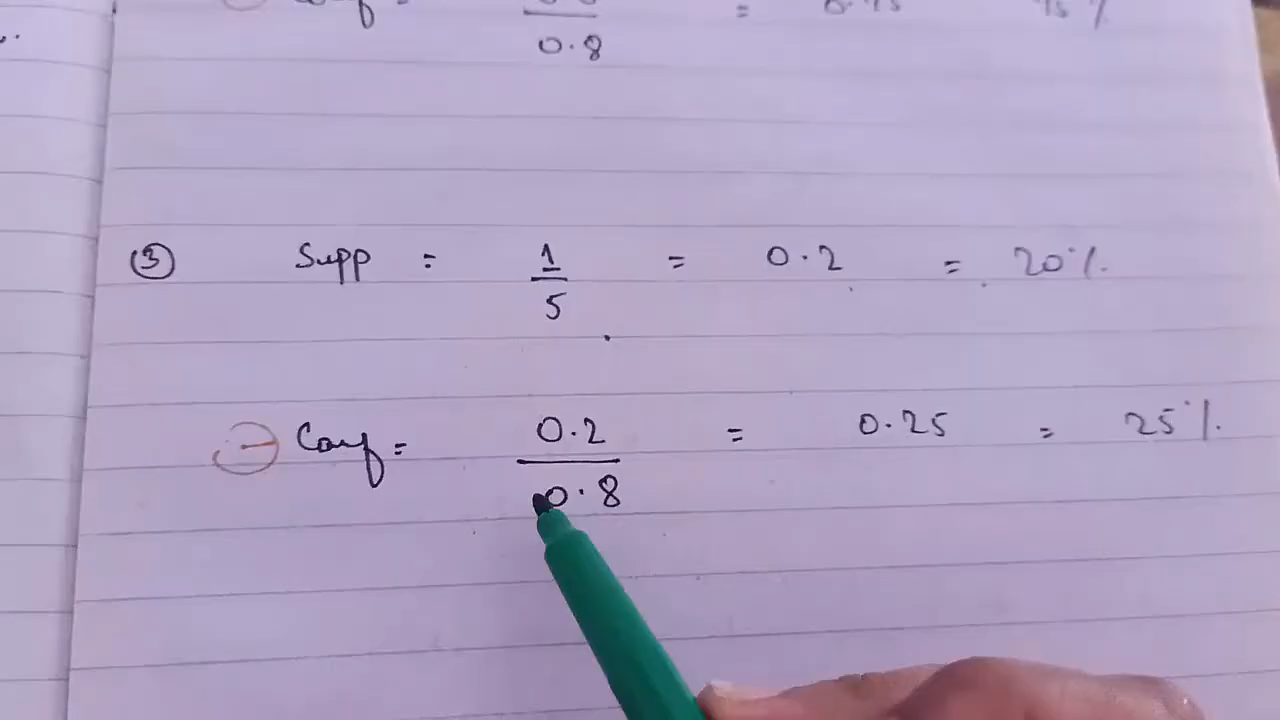 0.8
③ Supp = 1/5 = 0.2 = 20%.
Conf = 0.2/0.8 = 0.25 = 25%.